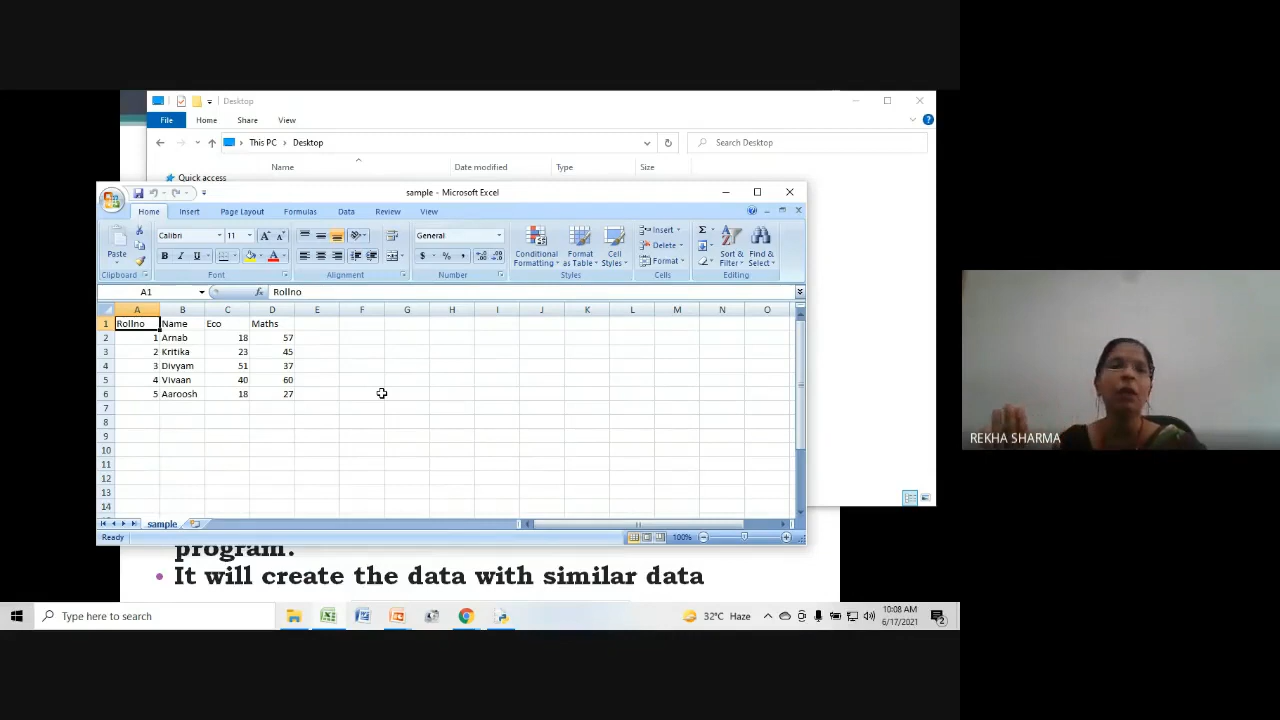 Desktop
File Home Share View
This PC Desktop Search Desktop
Name Date modified Type Size
Quick access
sample - Microsoft Excel
Home Insert Page Layout Formulas Data Review View
Paste
Clipboard
Calibri 11
B I U
Font
Alignment
General
$ % ,
Number
Conditional Formatting
Format as Table
Cell Styles
Styles
Insert
Delete
Format
Cells
Sort & Filter
Find & Select
Editing
A1 fx Rollno
A B C D E F G H I J K L M N O
1 Rollno Name Eco Maths
2 1 Arnab 18 57
3 2 Kritika 23 45
4 3 Divyam 51 37
5 4 Vivaan 40 60
6 5 Aaroosh 18 27
7
8
9
10
11
12
13
14
sample
Ready 100%
program.
• It will create the data with similar data
Type here to search
32°C Haze
10:08 AM
6/17/2021
2
REKHA SHARMA